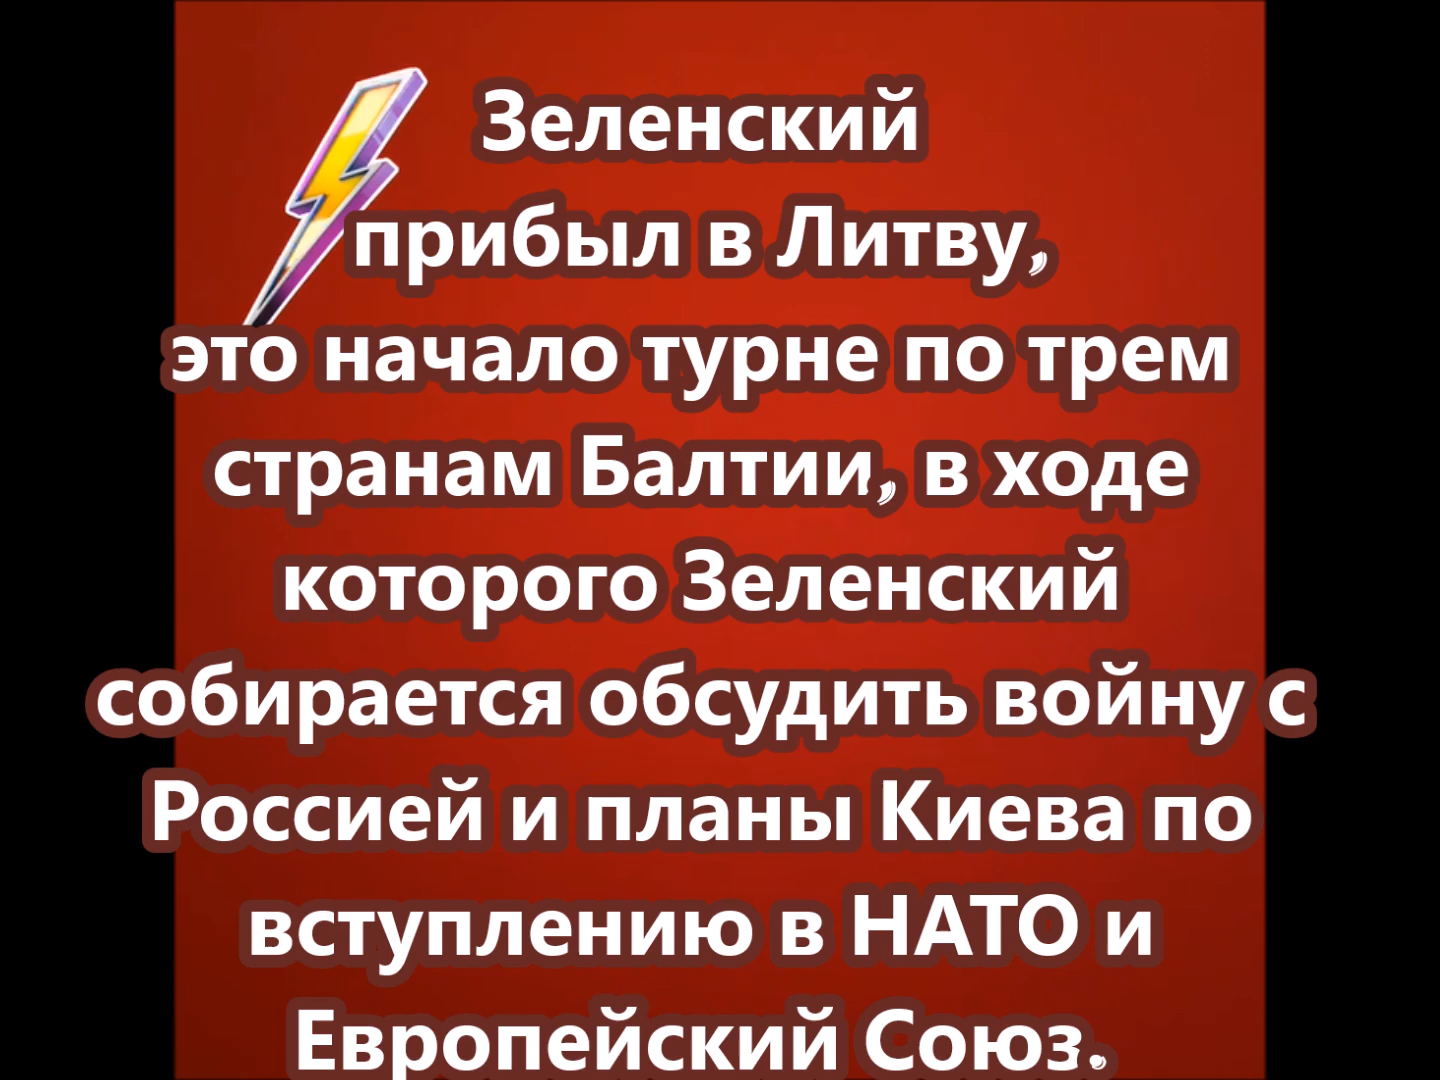 Зеленский
прибыл в Литву,
это начало турне по трем
странам Балтии, в ходе
которого Зеленский
собирается обсудить войну с
Россией и планы Киева по
вступлению в НАТО и
Европейский Союз.